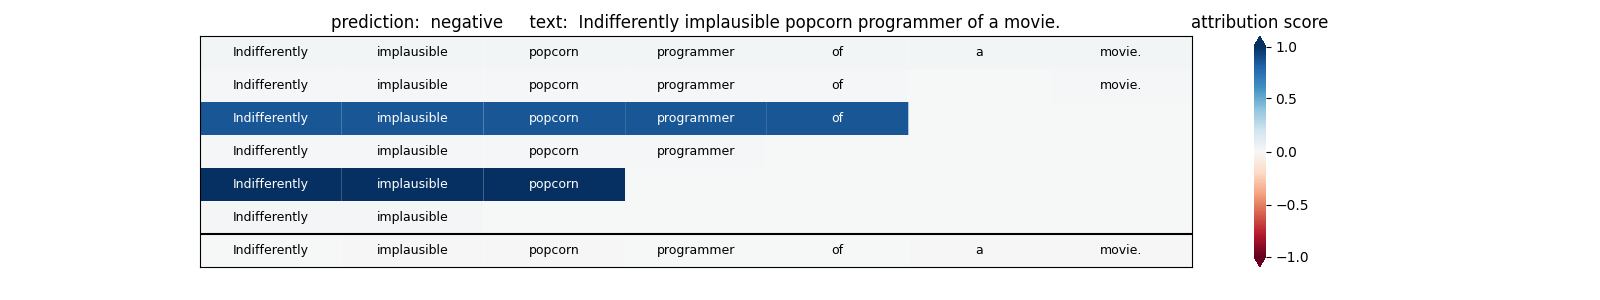 prediction:  negative     text:  Indifferently implausible popcorn programmer of a movie.
attribution score
Indifferently implausible popcorn programmer of a movie.
Indifferently implausible popcorn programmer of movie.
Indifferently implausible popcorn programmer of
Indifferently implausible popcorn programmer
Indifferently implausible popcorn
Indifferently implausible
Indifferently implausible popcorn programmer of a movie.
1.0
0.5
0.0
−0.5
−1.0